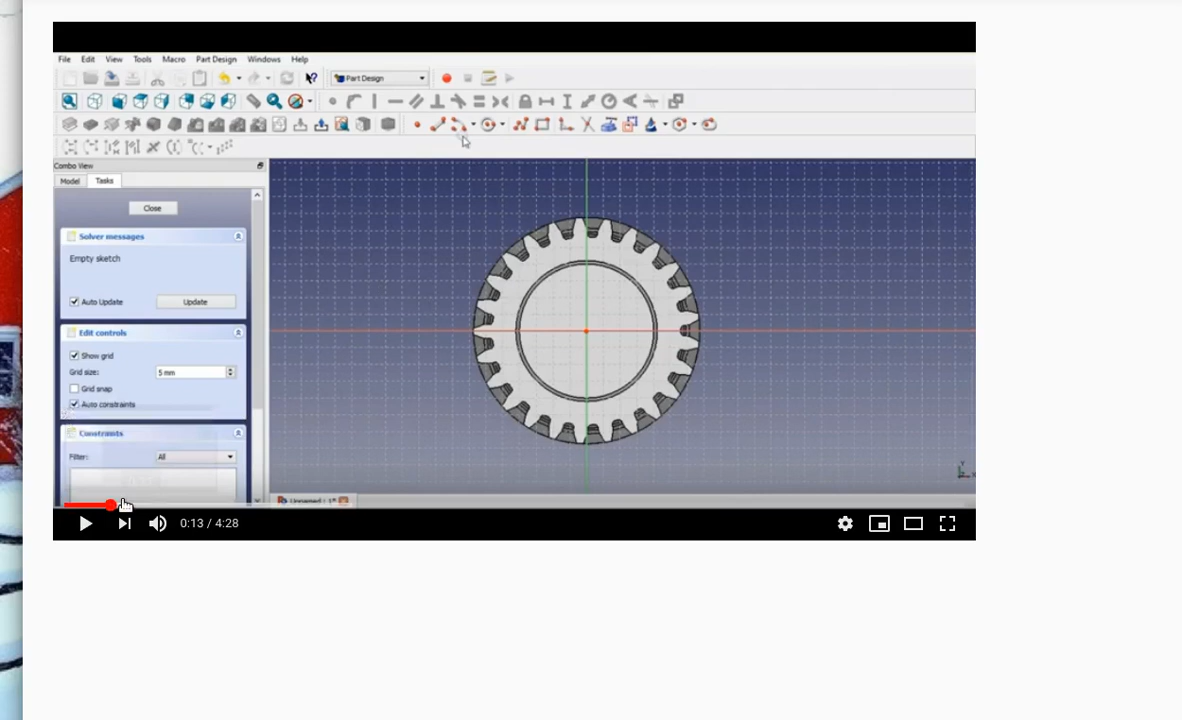 File Edit View Tools Macro Part Design Windows Help
Part Design
Combo View
Model Tasks
Close
Solver messages
Empty sketch
Auto Update Update
Edit controls
Show grid
Grid size: 5 mm
Grid snap
Auto constraints
Constraints
Filter: All
Unnamed : 1*
0:13 / 4:28